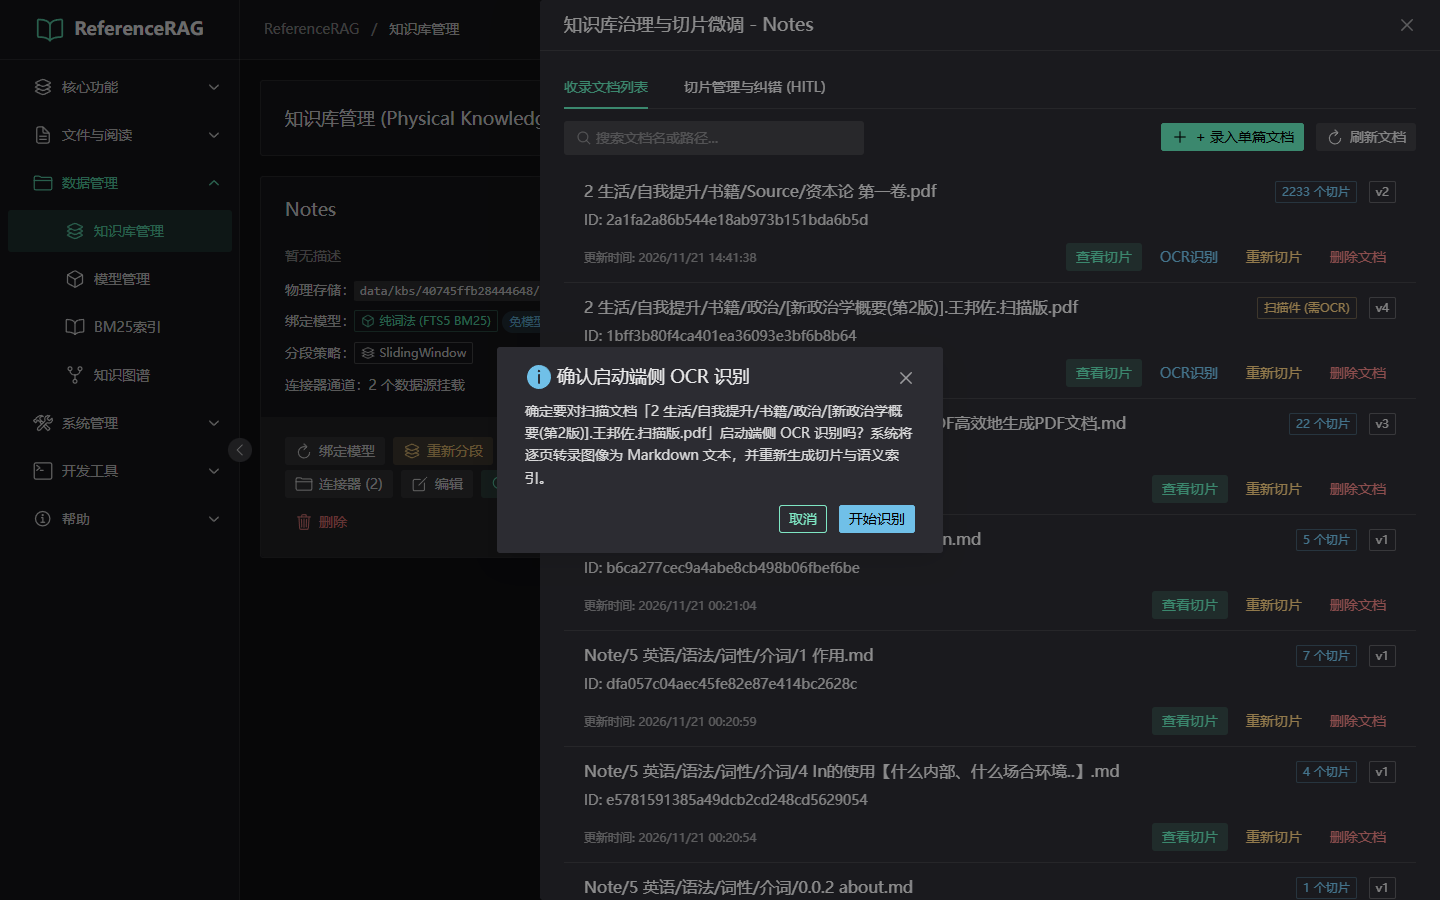 ReferenceRAG
核心功能
文件与阅读
数据管理
知识库管理
模型管理
BM25索引
知识图谱
系统管理
开发工具
帮助
ReferenceRAG / 知识库管理
知识库管理 (Physical Knowledg
Notes
暂无描述
物理存储： data/kbs/40745ffb28444648/
绑定模型： 纯词法 (FTS5 BM25) 免模型
分段策略： SlidingWindow
连接器通道：2 个数据源挂载
绑定模型 重新分段
连接器 (2) 编辑
删除
知识库治理与切片微调 - Notes
收录文档列表 切片管理与纠错 (HITL)
搜索文档名或路径...
+ 录入单篇文档 刷新文档
2 生活/自我提升/书籍/Source/资本论 第一卷.pdf 2233 个切片 v2
ID: 2a1fa2a86b544e18ab973b151bda6b5d
更新时间: 2026/11/21 14:41:38 查看切片 OCR识别 重新切片 删除文档
2 生活/自我提升/书籍/政治/[新政治学概要(第2版)].王邦佐.扫描版.pdf 扫描件 (需OCR) v4
ID: 1bff3b80f4ca401ea36093e3bf6b8b64
查看切片 OCR识别 重新切片 删除文档
DF高效地生成PDF文档.md 22 个切片 v3
查看切片 重新切片 删除文档
n.md 5 个切片 v1
ID: b6ca277cec9a4abe8cb498b06fbef6be
更新时间: 2026/11/21 00:21:04 查看切片 重新切片 删除文档
Note/5 英语/语法/词性/介词/1 作用.md 7 个切片 v1
ID: dfa057c04aec45fe82e87e414bc2628c
更新时间: 2026/11/21 00:20:59 查看切片 重新切片 删除文档
Note/5 英语/语法/词性/介词/4 In的使用【什么内部、什么场合环境..】.md 4 个切片 v1
ID: e5781591385a49dcb2cd248cd5629054
更新时间: 2026/11/21 00:20:54 查看切片 重新切片 删除文档
Note/5 英语/语法/词性/介词/0.0.2 about.md 1 个切片 v1
确认启动端侧 OCR 识别
确定要对扫描文档「2 生活/自我提升/书籍/政治/[新政治学概
要(第2版)].王邦佐.扫描版.pdf」启动端侧 OCR 识别吗？系统将
逐页转录图像为 Markdown 文本，并重新生成切片与语义索
引。
取消 开始识别